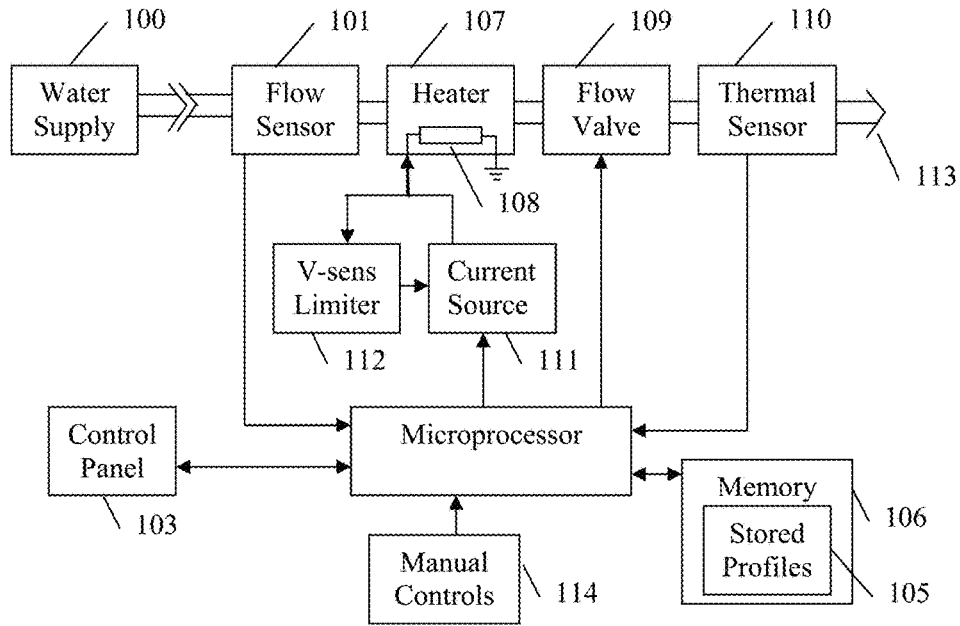 100
101
107
109
110
Water
Supply
Flow
Sensor
Heater
Flow
Valve
Thermal
Sensor
108
113
V-sens
Limiter
Current
Source
112
111
Control
Panel
Microprocessor
103
Memory
106
Stored
Profiles
105
Manual
Controls
114